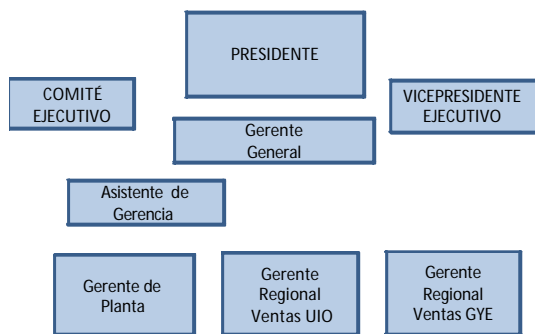 PRESIDENTE
COMITÉ
EJECUTIVO
VICEPRESIDENTE
EJECUTIVO
Gerente
General
Asistente de
Gerencia
Gerente de
Planta
Gerente
Regional
Ventas UIO
Gerente
Regional
Ventas GYE